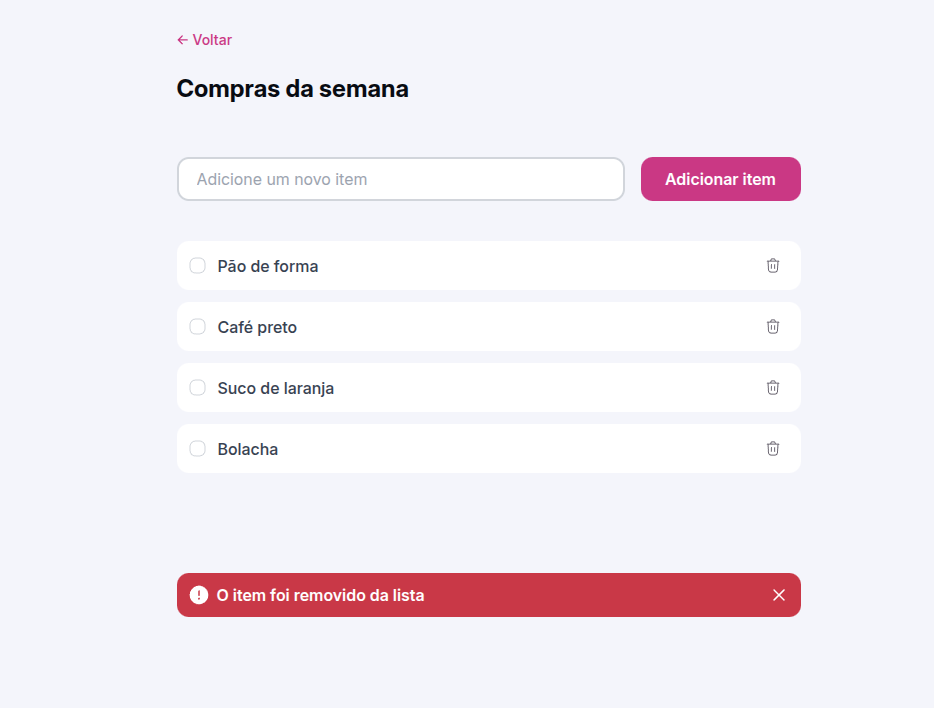 ← Voltar
Compras da semana
Adicione um novo item
Adicionar item
Pão de forma
Café preto
Suco de laranja
Bolacha
O item foi removido da lista